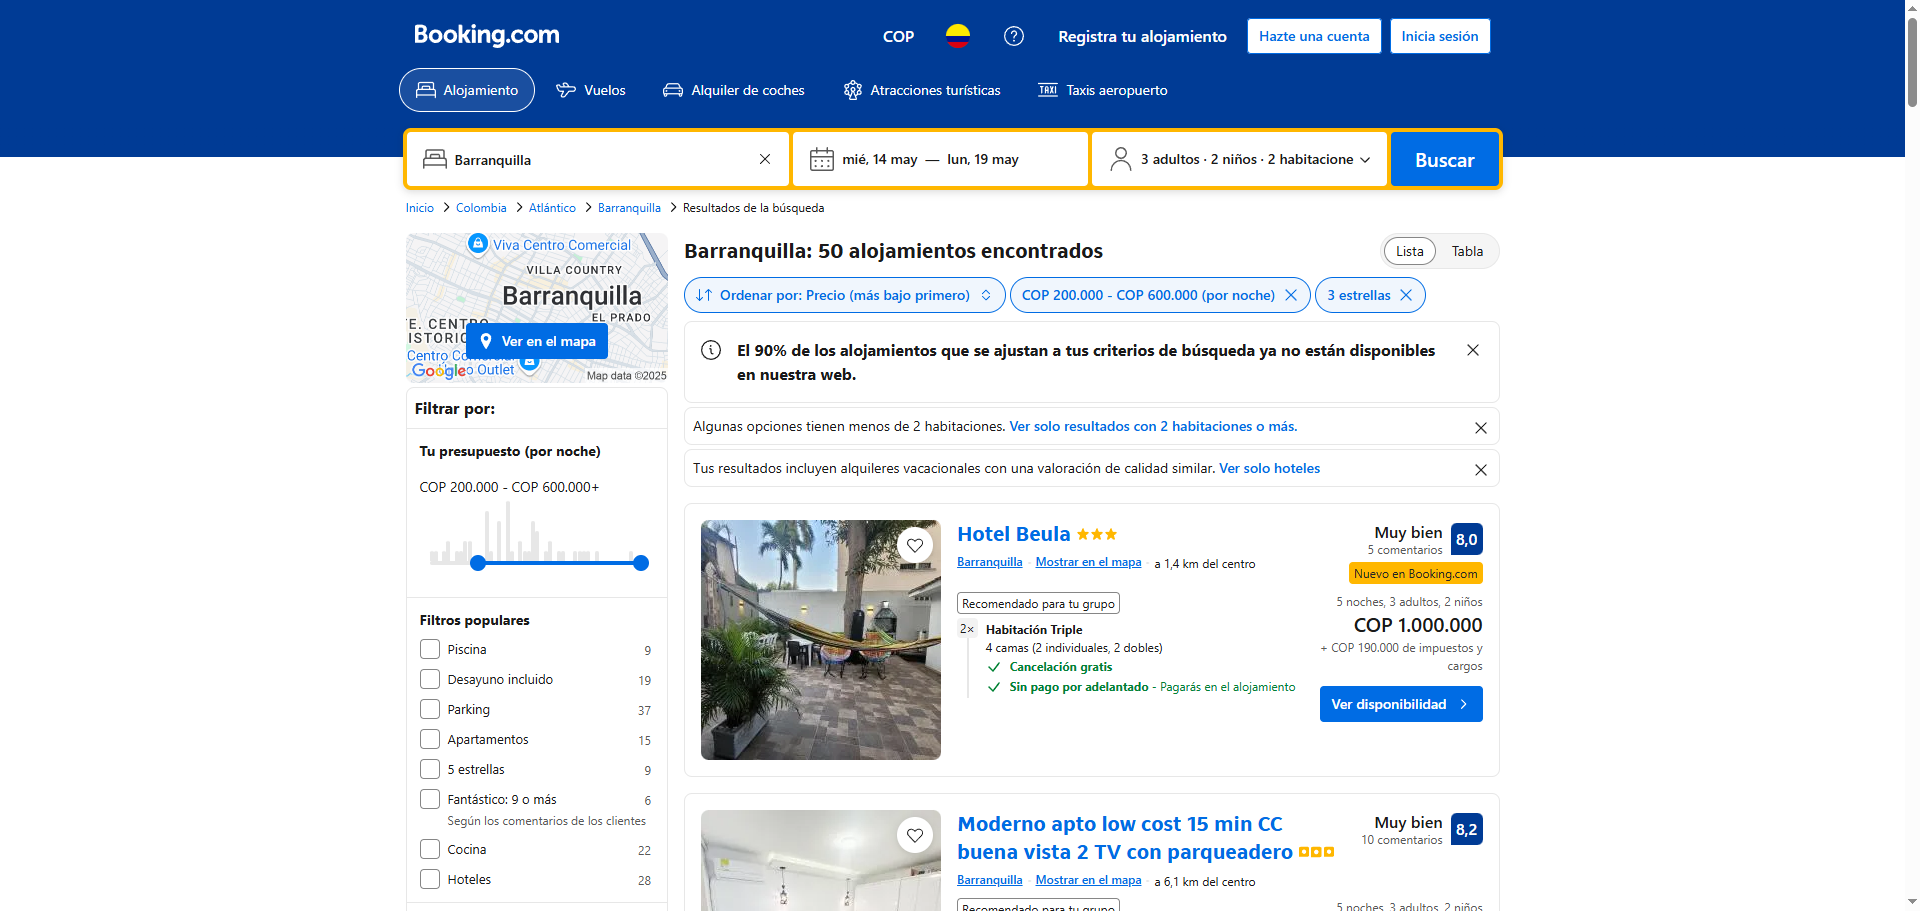 Booking.com
COP
Registra tu alojamiento
Hazte una cuenta
Inicia sesión
Alojamiento
Vuelos
Alquiler de coches
Atracciones turísticas
TAXI
Taxis aeropuerto
Barranquilla
mié, 14 may — lun, 19 may
3 adultos · 2 niños · 2 habitacione
Buscar
Inicio > Colombia > Atlántico > Barranquilla > Resultados de la búsqueda
Viva Centro Comercial
VILLA COUNTRY
Barranquilla
EL PRADO
Ver en el mapa
Google
Outlet
Map data ©2025
Filtrar por:
Tu presupuesto (por noche)
COP 200.000 - COP 600.000+
Filtros populares
Piscina 9
Desayuno incluido 19
Parking 37
Apartamentos 15
5 estrellas 9
Fantástico: 9 o más 6
Según los comentarios de los clientes
Cocina 22
Hoteles 28
Barranquilla: 50 alojamientos encontrados
Lista
Tabla
Ordenar por: Precio (más bajo primero)
COP 200.000 - COP 600.000 (por noche)
3 estrellas
El 90% de los alojamientos que se ajustan a tus criterios de búsqueda ya no están disponibles
en nuestra web.
Algunas opciones tienen menos de 2 habitaciones. Ver solo resultados con 2 habitaciones o más.
Tus resultados incluyen alquileres vacacionales con una valoración de calidad similar. Ver solo hoteles
Hotel Beula
Barranquilla · Mostrar en el mapa · a 1,4 km del centro
Recomendado para tu grupo
2× Habitación Triple
4 camas (2 individuales, 2 dobles)
Cancelación gratis
Sin pago por adelantado - Pagarás en el alojamiento
Muy bien
5 comentarios
8,0
Nuevo en Booking.com
5 noches, 3 adultos, 2 niños
COP 1.000.000
+ COP 190.000 de impuestos y
cargos
Ver disponibilidad
Moderno apto low cost 15 min CC
buena vista 2 TV con parqueadero
Barranquilla · Mostrar en el mapa · a 6,1 km del centro
Recomendado para tu grupo
Muy bien
10 comentarios
8,2
5 noches, 3 adultos, 2 niños